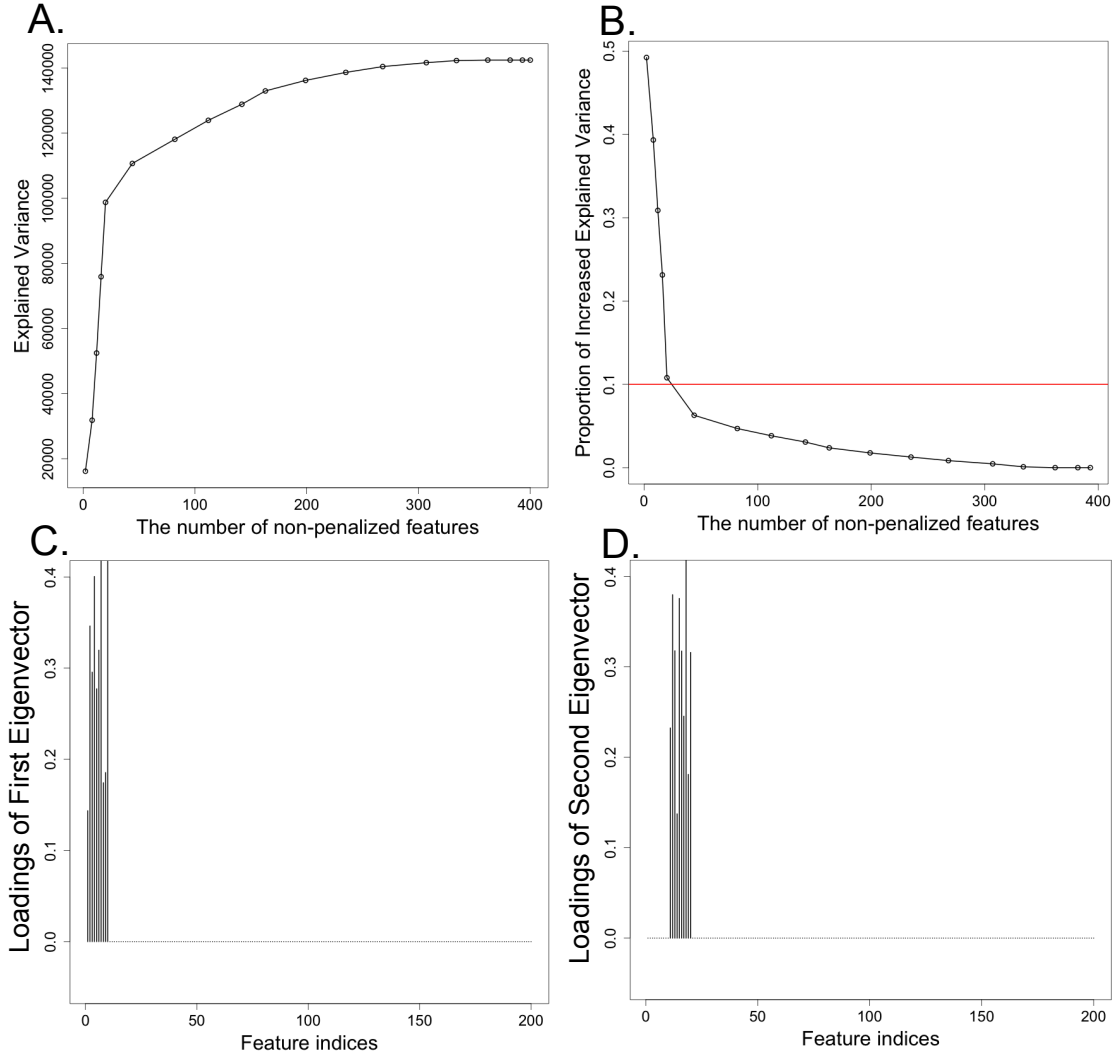 A.
Explained Variance
20000 40000 60000 80000 100000 120000 140000
0 100 200 300 400
The number of non-penalized features
B.
Proportion of Increased Explained Variance
0.0 0.1 0.2 0.3 0.4 0.5
0 100 200 300 400
The number of non-penalized features
C.
Loadings of First Eigenvector
0.0 0.1 0.2 0.3 0.4
0 50 100 150 200
Feature indices
D.
Loadings of Second Eigenvector
0.0 0.1 0.2 0.3 0.4
0 50 100 150 200
Feature indices